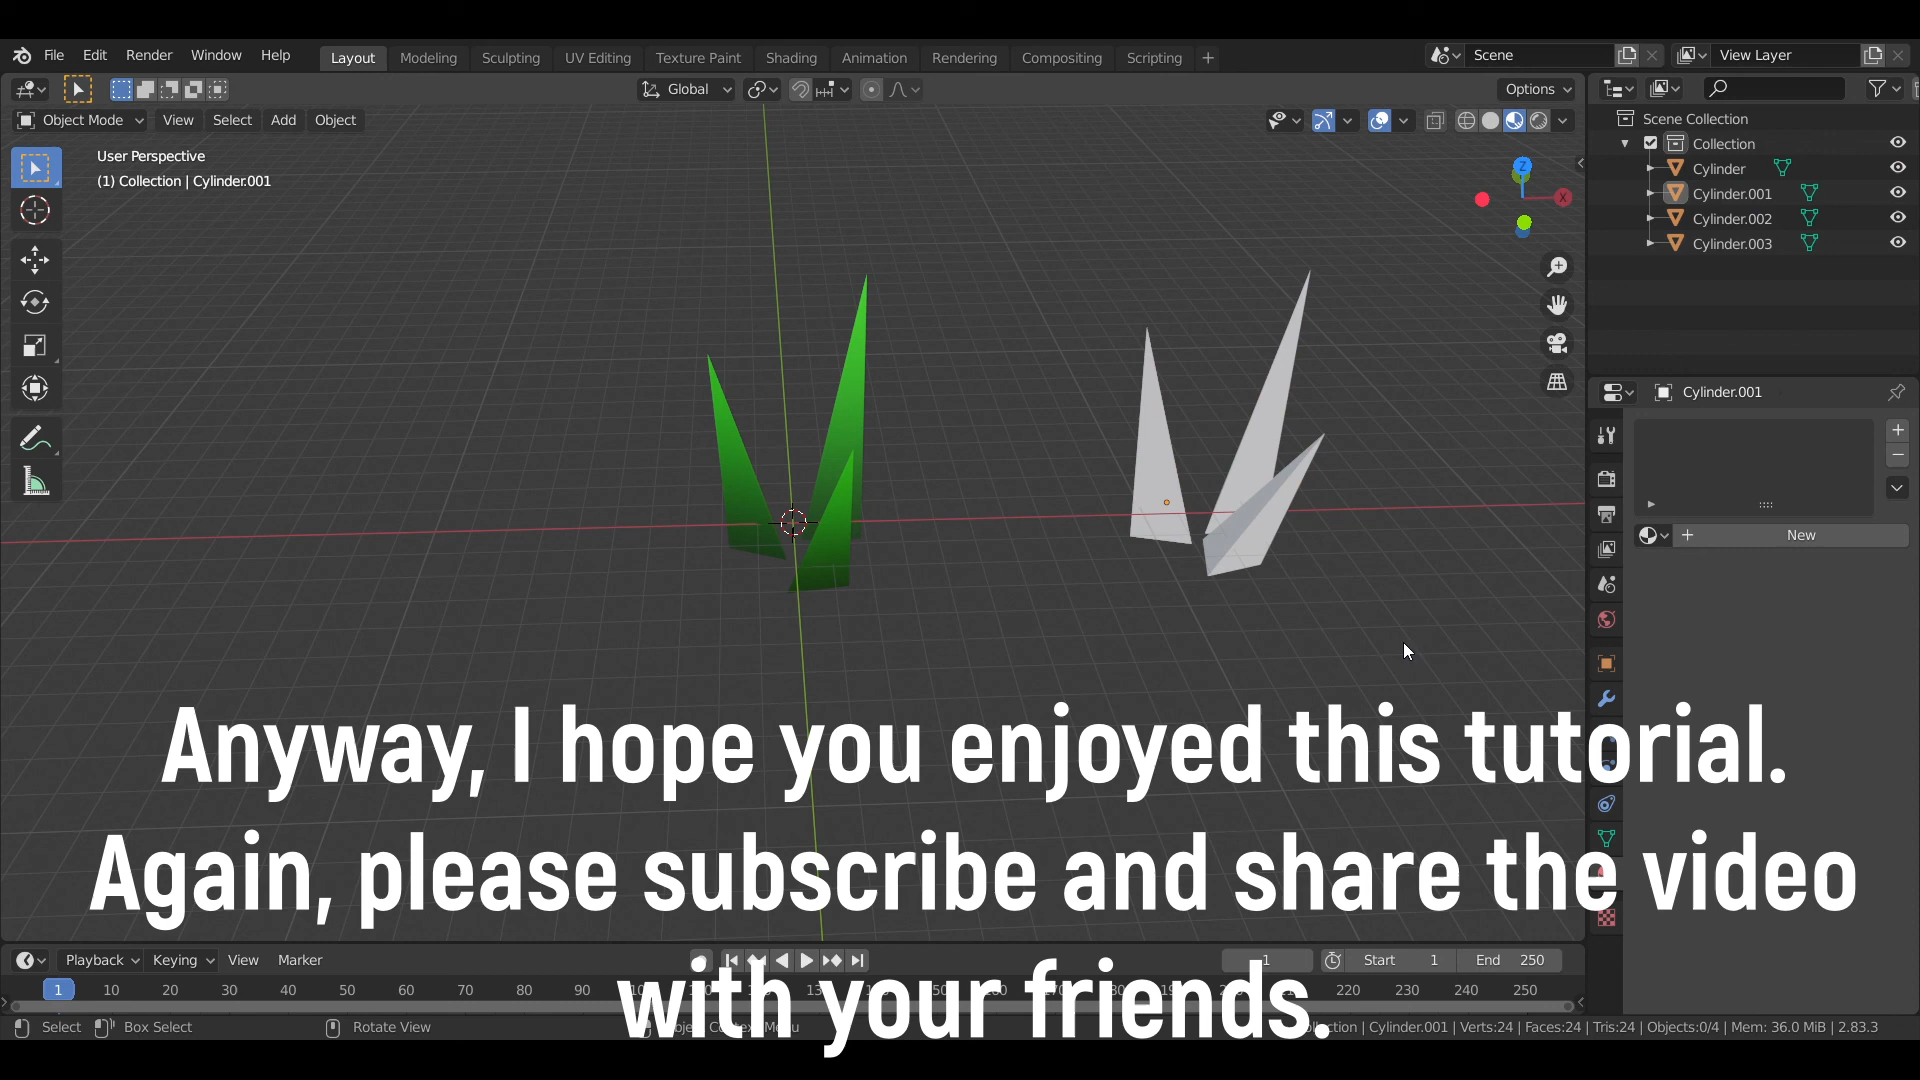 File Edit Render Window Help Layout Modeling Sculpting UV Editing Texture Paint Shading Animation Rendering Compositing Scripting + Scene View Layer
Global Options
Object Mode View Select Add Object
Scene Collection
Collection
Cylinder
Cylinder.001
Cylinder.002
Cylinder.003
User Perspective
(1) Collection | Cylinder.001
Z
X
Cylinder.001
New
Anyway, I hope you enjoyed this tutorial.
Again, please subscribe and share the video
with your friends.
Playback Keying View Marker 1 Start 1 End 250
1 10 20 30 40 50 60 70 80 90 220 230 240 250
Select Box Select Rotate View | Cylinder.001 | Verts:24 | Faces:24 | Tris:24 | Objects:0/4 | Mem: 36.0 MiB | 2.83.3